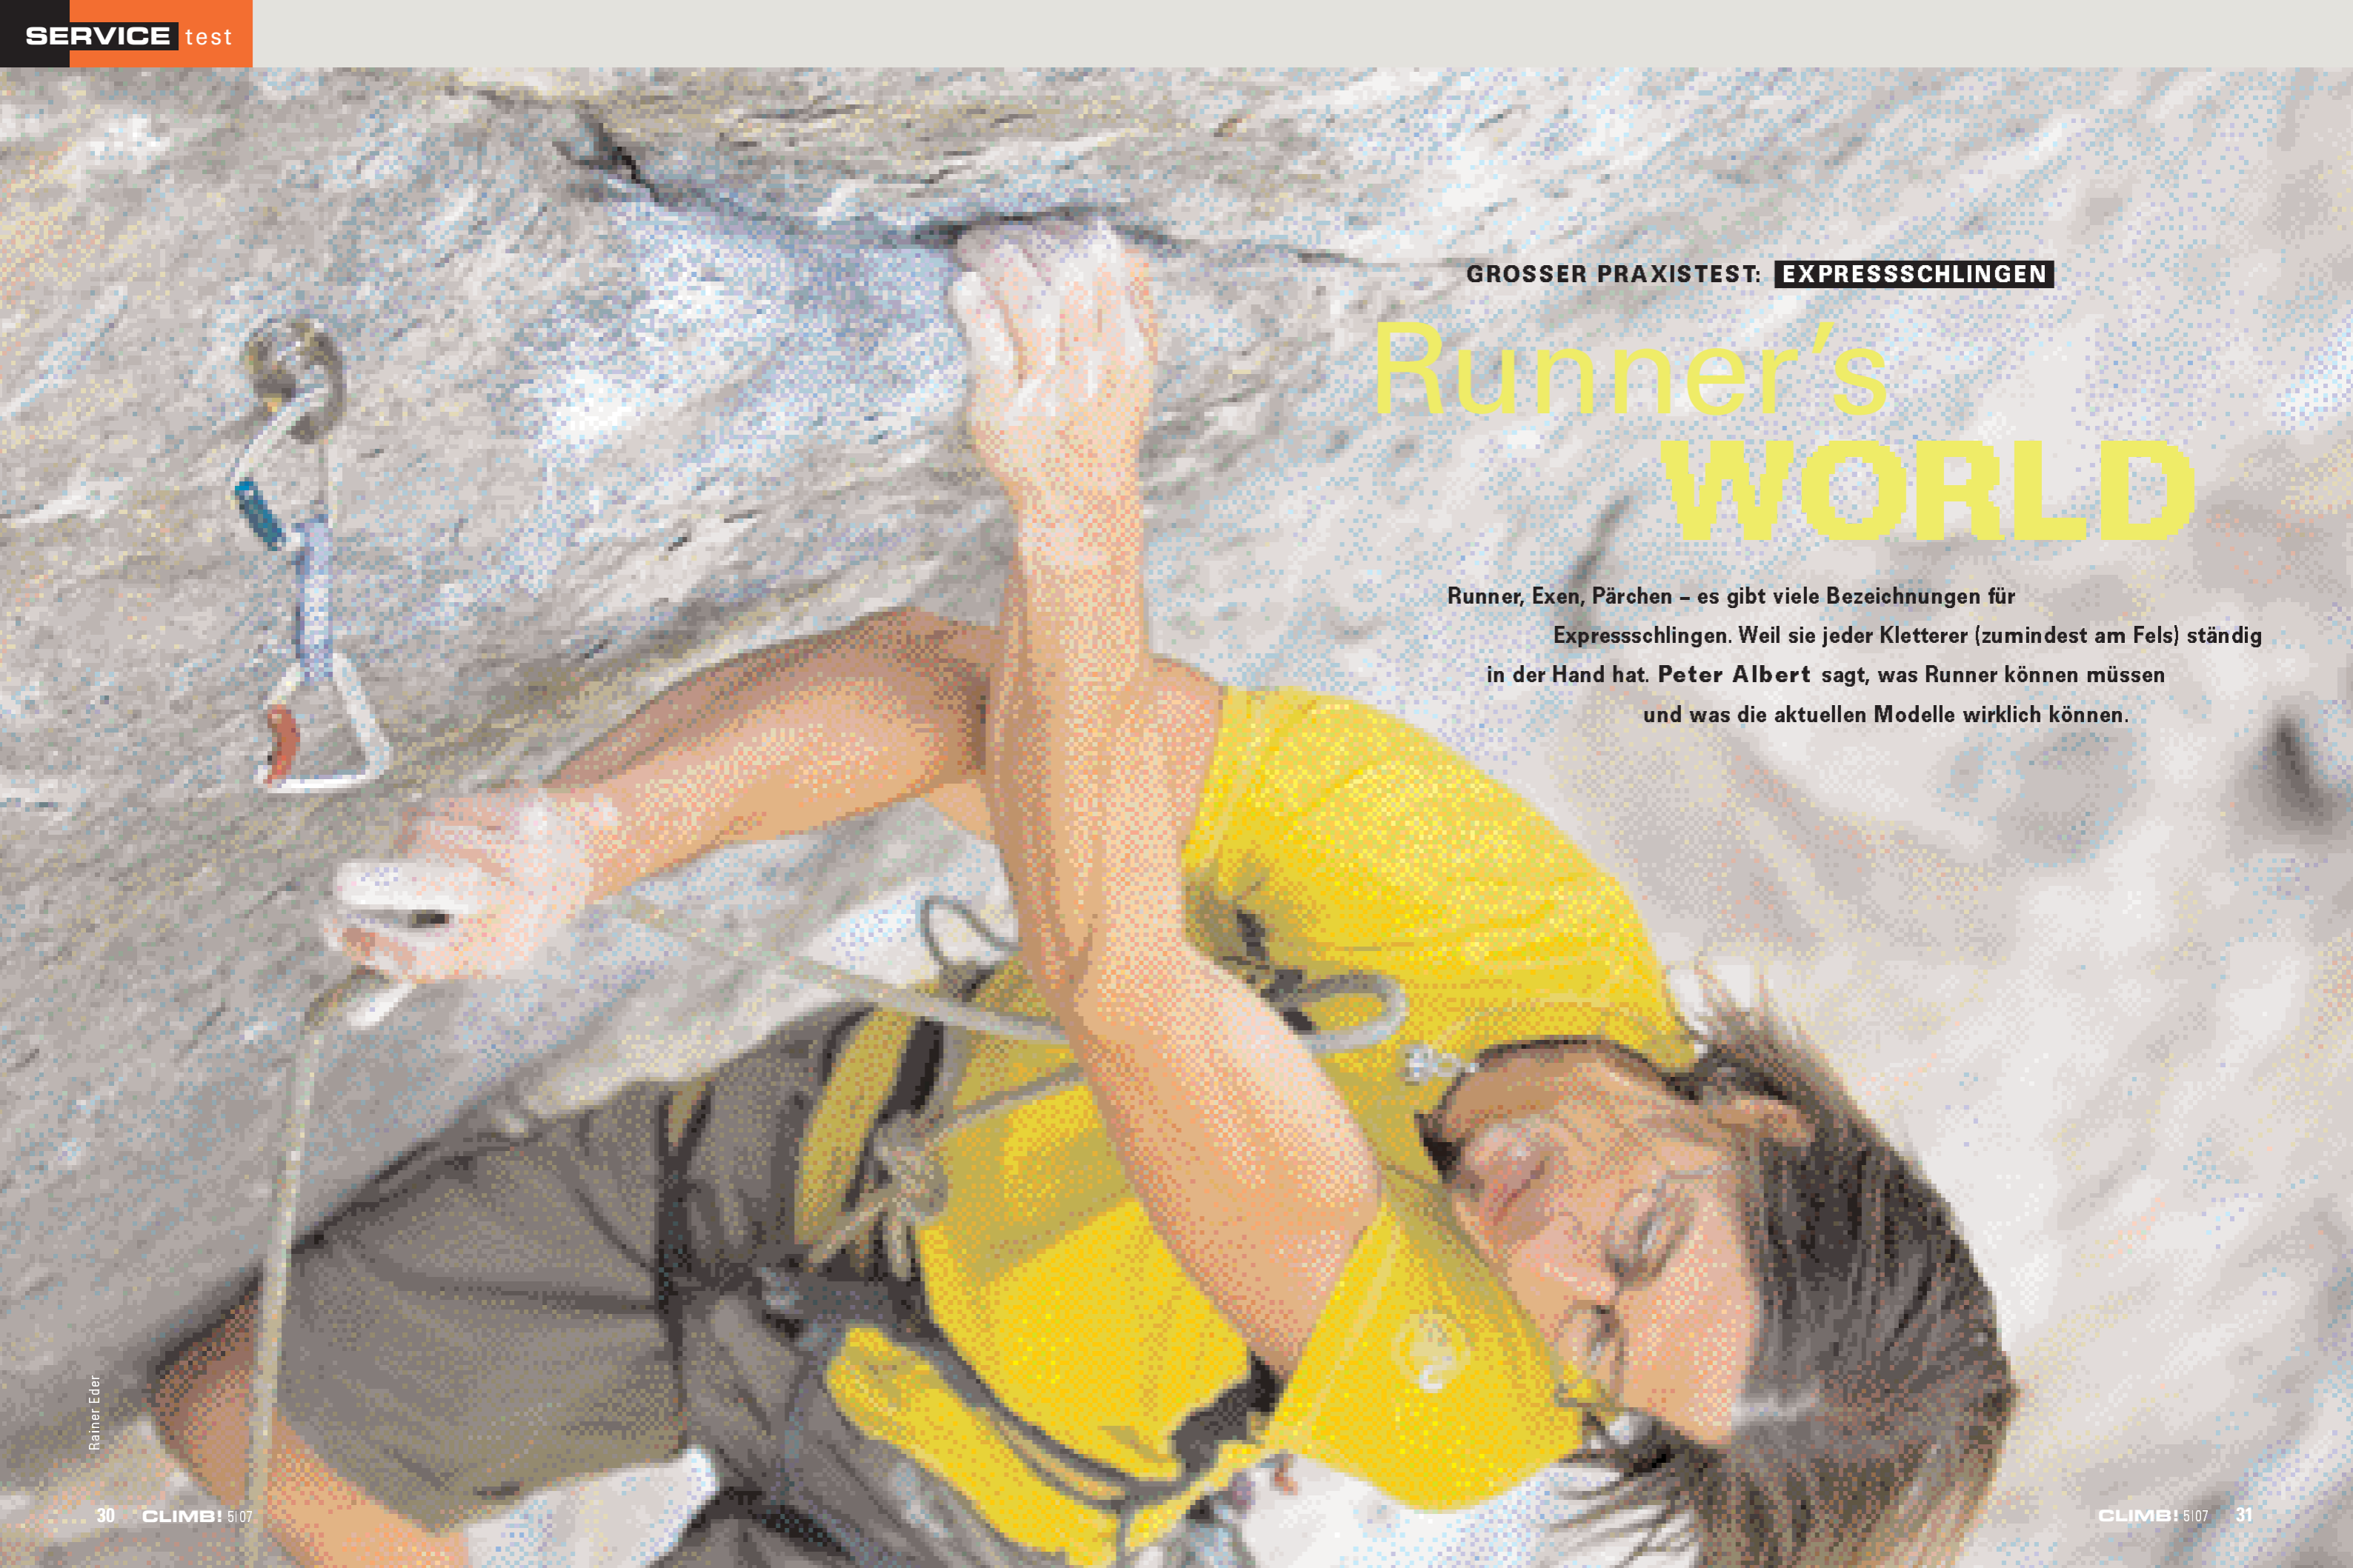 SERVICE test
GROSSER PRAXISTEST: EXPRESSSCHLINGEN
Runner’s
WORLD
Runner, Exen, Pärchen – es gibt viele Bezeichnungen für
Expressschlingen. Weil sie jeder Kletterer (zumindest am Fels) ständig
in der Hand hat. Peter Albert sagt, was Runner können müssen
und was die aktuellen Modelle wirklich können.
Rainer Eder
30 CLIMB! 5|07
CLIMB! 5|07 31